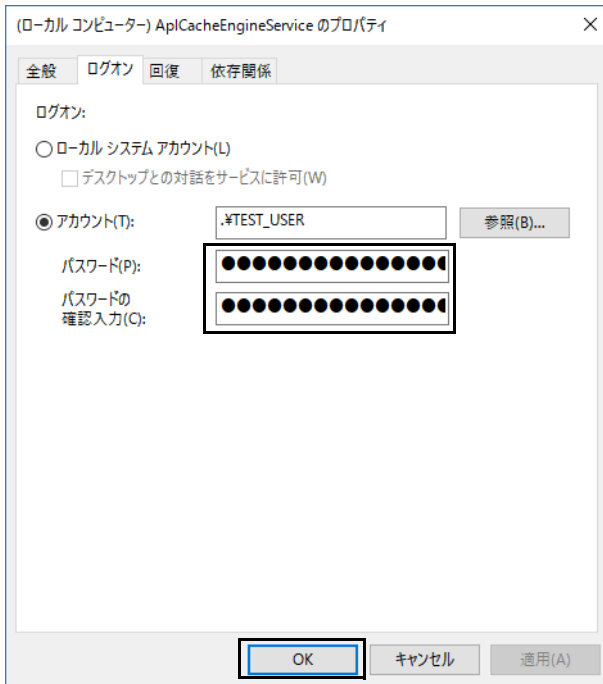 (ローカル コンピューター) AplCacheEngineService のプロパティ
全般 ログオン 回復 依存関係
ログオン:
ローカル システム アカウント(L)
デスクトップとの対話をサービスに許可(W)
アカウント(T): .¥TEST_USER 参照(B)...
パスワード(P): ●●●●●●●●●●●●●●●
パスワードの
確認入力(C): ●●●●●●●●●●●●●●●
OK キャンセル 適用(A)